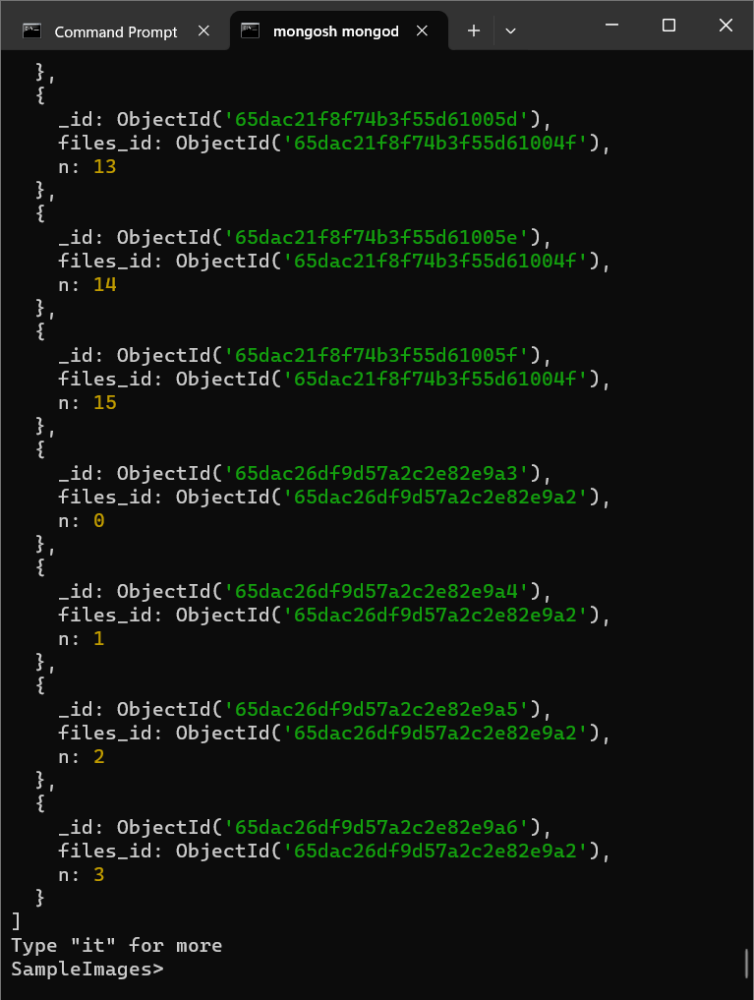 Command Prompt
mongosh mongod
},
{
_id: ObjectId('65dac21f8f74b3f55d61005d'),
files_id: ObjectId('65dac21f8f74b3f55d61004f'),
n: 13
},
{
_id: ObjectId('65dac21f8f74b3f55d61005e'),
files_id: ObjectId('65dac21f8f74b3f55d61004f'),
n: 14
},
{
_id: ObjectId('65dac21f8f74b3f55d61005f'),
files_id: ObjectId('65dac21f8f74b3f55d61004f'),
n: 15
},
{
_id: ObjectId('65dac26df9d57a2c2e82e9a3'),
files_id: ObjectId('65dac26df9d57a2c2e82e9a2'),
n: 0
},
{
_id: ObjectId('65dac26df9d57a2c2e82e9a4'),
files_id: ObjectId('65dac26df9d57a2c2e82e9a2'),
n: 1
},
{
_id: ObjectId('65dac26df9d57a2c2e82e9a5'),
files_id: ObjectId('65dac26df9d57a2c2e82e9a2'),
n: 2
},
{
_id: ObjectId('65dac26df9d57a2c2e82e9a6'),
files_id: ObjectId('65dac26df9d57a2c2e82e9a2'),
n: 3
}
]
Type "it" for more
SampleImages>